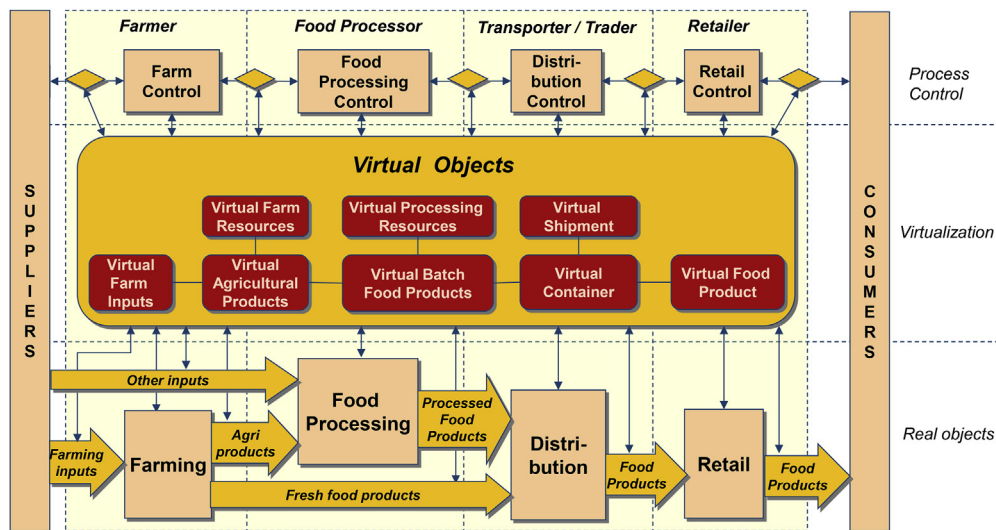 Farmer
Food Processor
Transporter / Trader
Retailer
Farm
Control
Food
Processing
Control
Distri-
bution
Control
Retail
Control
Process
Control
SUPPLIERS
CONSUMERS
Virtual Objects
Virtual Farm
Resources
Virtual Processing
Resources
Virtual
Shipment
Virtualization
Virtual
Farm
Inputs
Virtual
Agricultural
Products
Virtual Batch
Food Products
Virtual
Container
Virtual Food
Product
Other inputs
Food
Processing
Processed
Food
Products
Farming
inputs
Farming
Agri
products
Distri-
bution
Food
Products
Retail
Food
Products
Real objects
Fresh food products